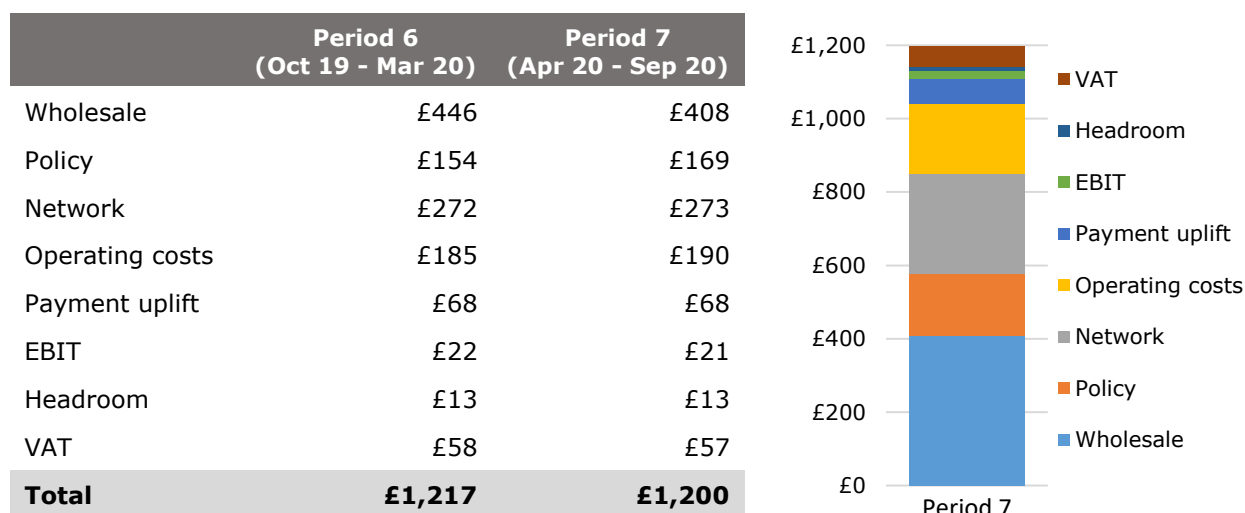 Period 6 Period 7
(Oct 19 - Mar 20) (Apr 20 - Sep 20)
Wholesale £446 £408
Policy £154 £169
Network £272 £273
Operating costs £185 £190
Payment uplift £68 £68
EBIT £22 £21
Headroom £13 £13
VAT £58 £57
Total £1,217 £1,200
£1,200
£1,000
£800
£600
£400
£200
£0
Period 7
VAT
Headroom
EBIT
Payment uplift
Operating costs
Network
Policy
Wholesale